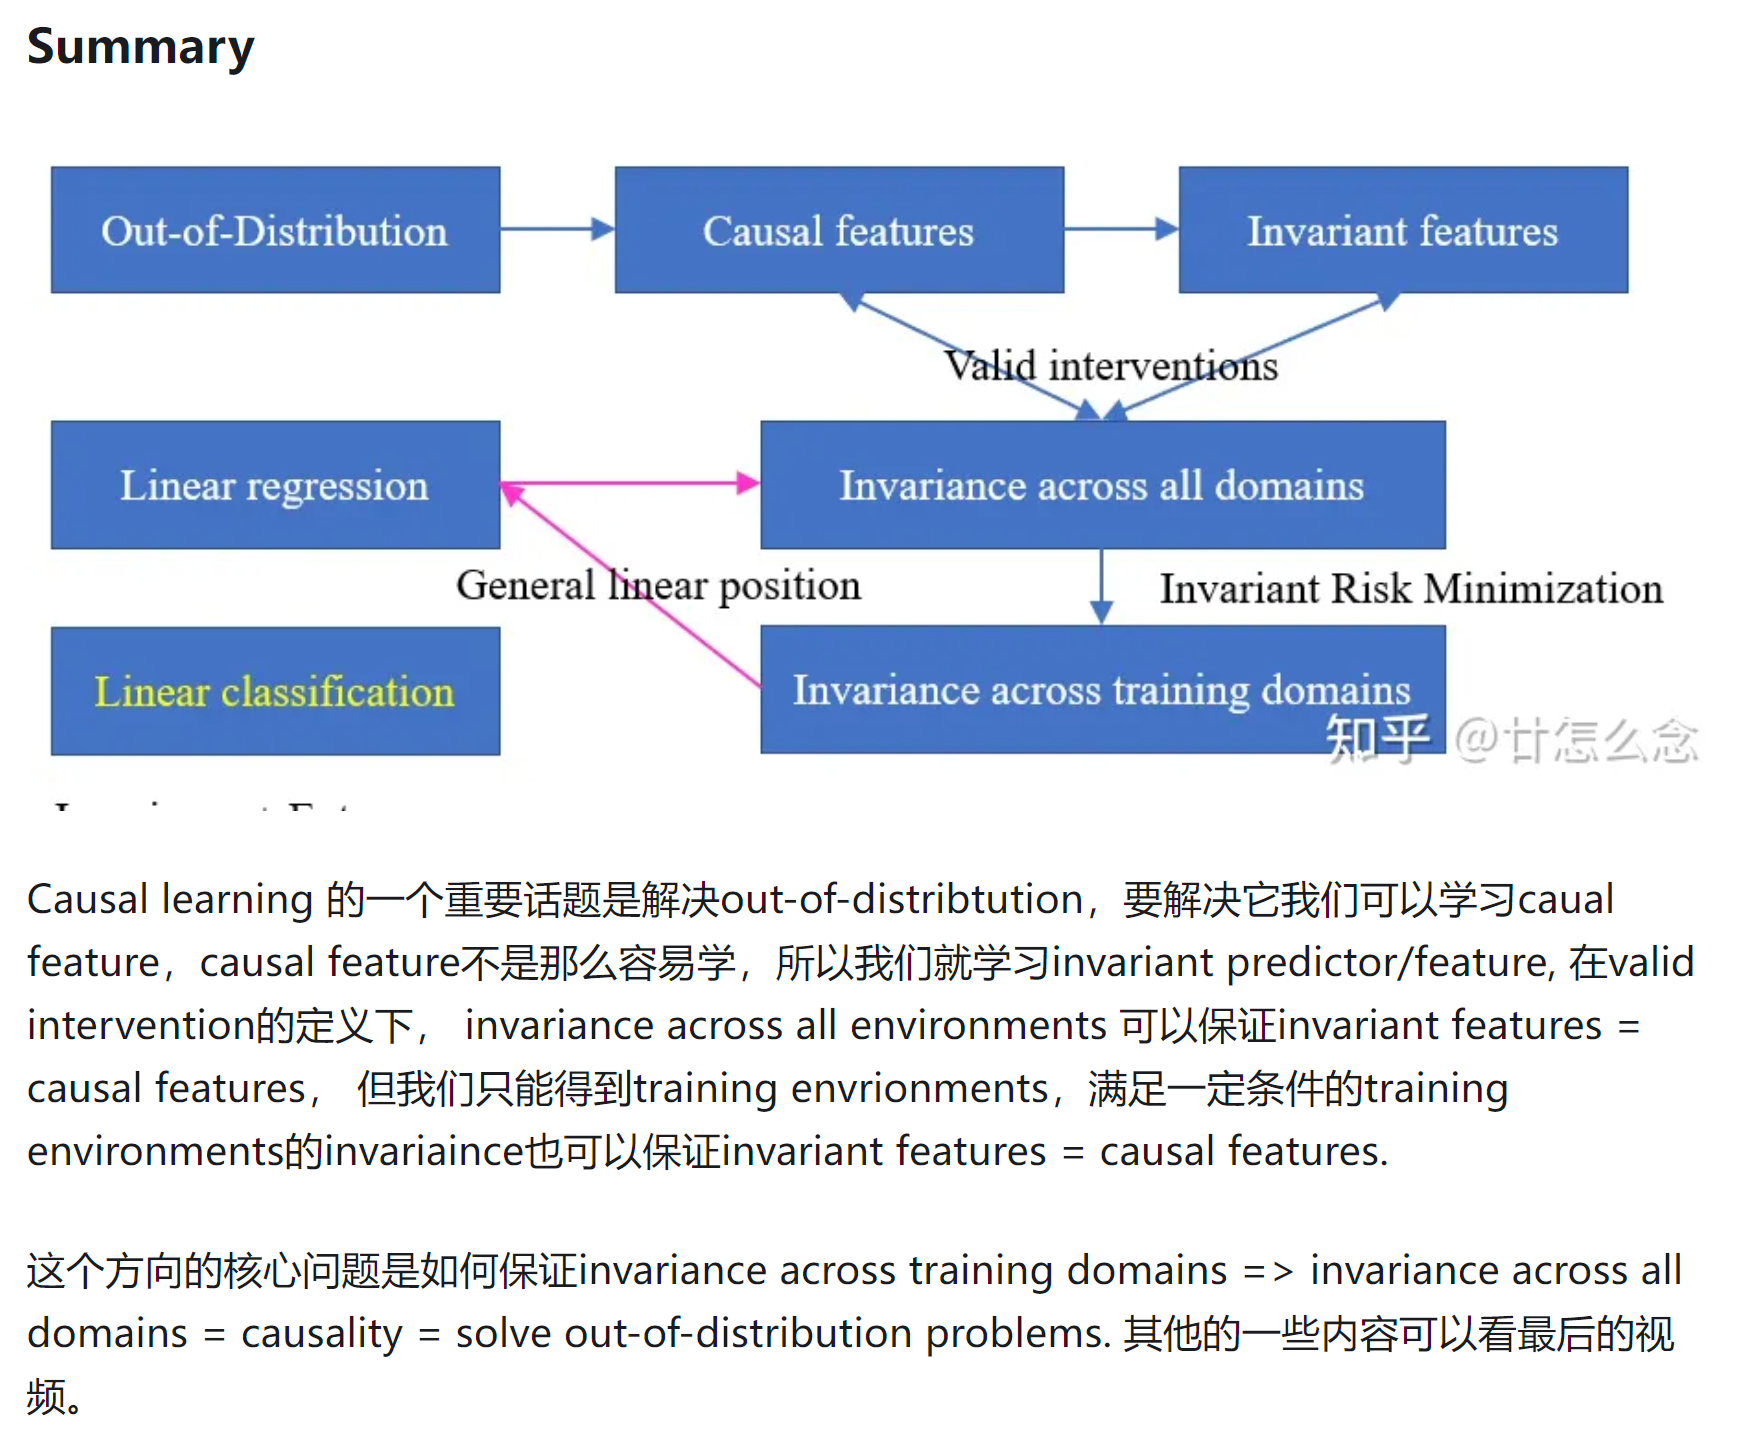 Summary
Out-of-Distribution
Causal features
Invariant features
Valid interventions
Linear regression
Invariance across all domains
General linear position
Invariant Risk Minimization
Linear classification
Invariance across training domains
知乎 @廿怎么念
Causal learning 的一个重要话题是解决out-of-distribtution，要解决它我们可以学习caual
feature，causal feature不是那么容易学，所以我们就学习invariant predictor/feature, 在valid
intervention的定义下， invariance across all environments 可以保证invariant features =
causal features， 但我们只能得到training envrionments，满足一定条件的training
environments的invariaince也可以保证invariant features = causal features.
这个方向的核心问题是如何保证invariance across training domains => invariance across all
domains = causality = solve out-of-distribution problems. 其他的一些内容可以看最后的视
频。